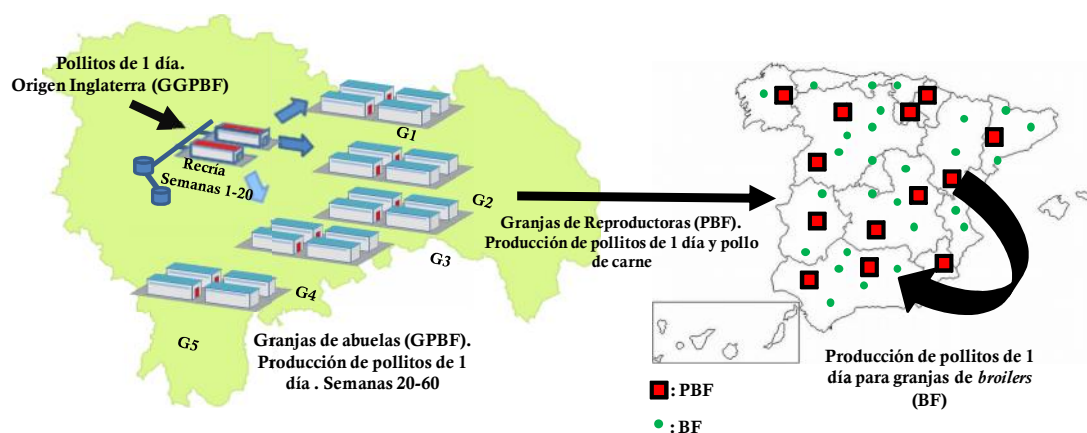 Pollitos de 1 día.
Origen Inglaterra (GGPBF)
Recría
Semanas 1-20
G1
G2
G3
G4
G5
Granjas de abuelas (GPBF).
Producción de pollitos de 1
día . Semanas 20-60
Granjas de Reproductoras (PBF).
Producción de pollitos de 1 día y pollo
de carne
Producción de pollitos de 1
día para granjas de broilers
(BF)
: PBF
: BF